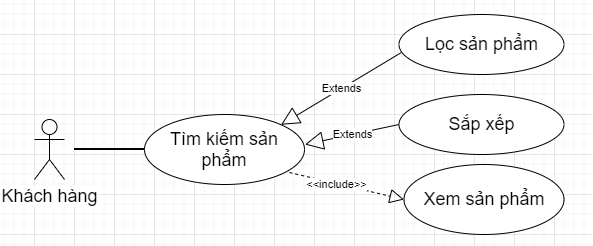 Lọc sản phẩm
Extends
Sắp xếp
Extends
Tìm kiếm sản
phẩm
<<include>>
Xem sản phẩm
Khách hàng